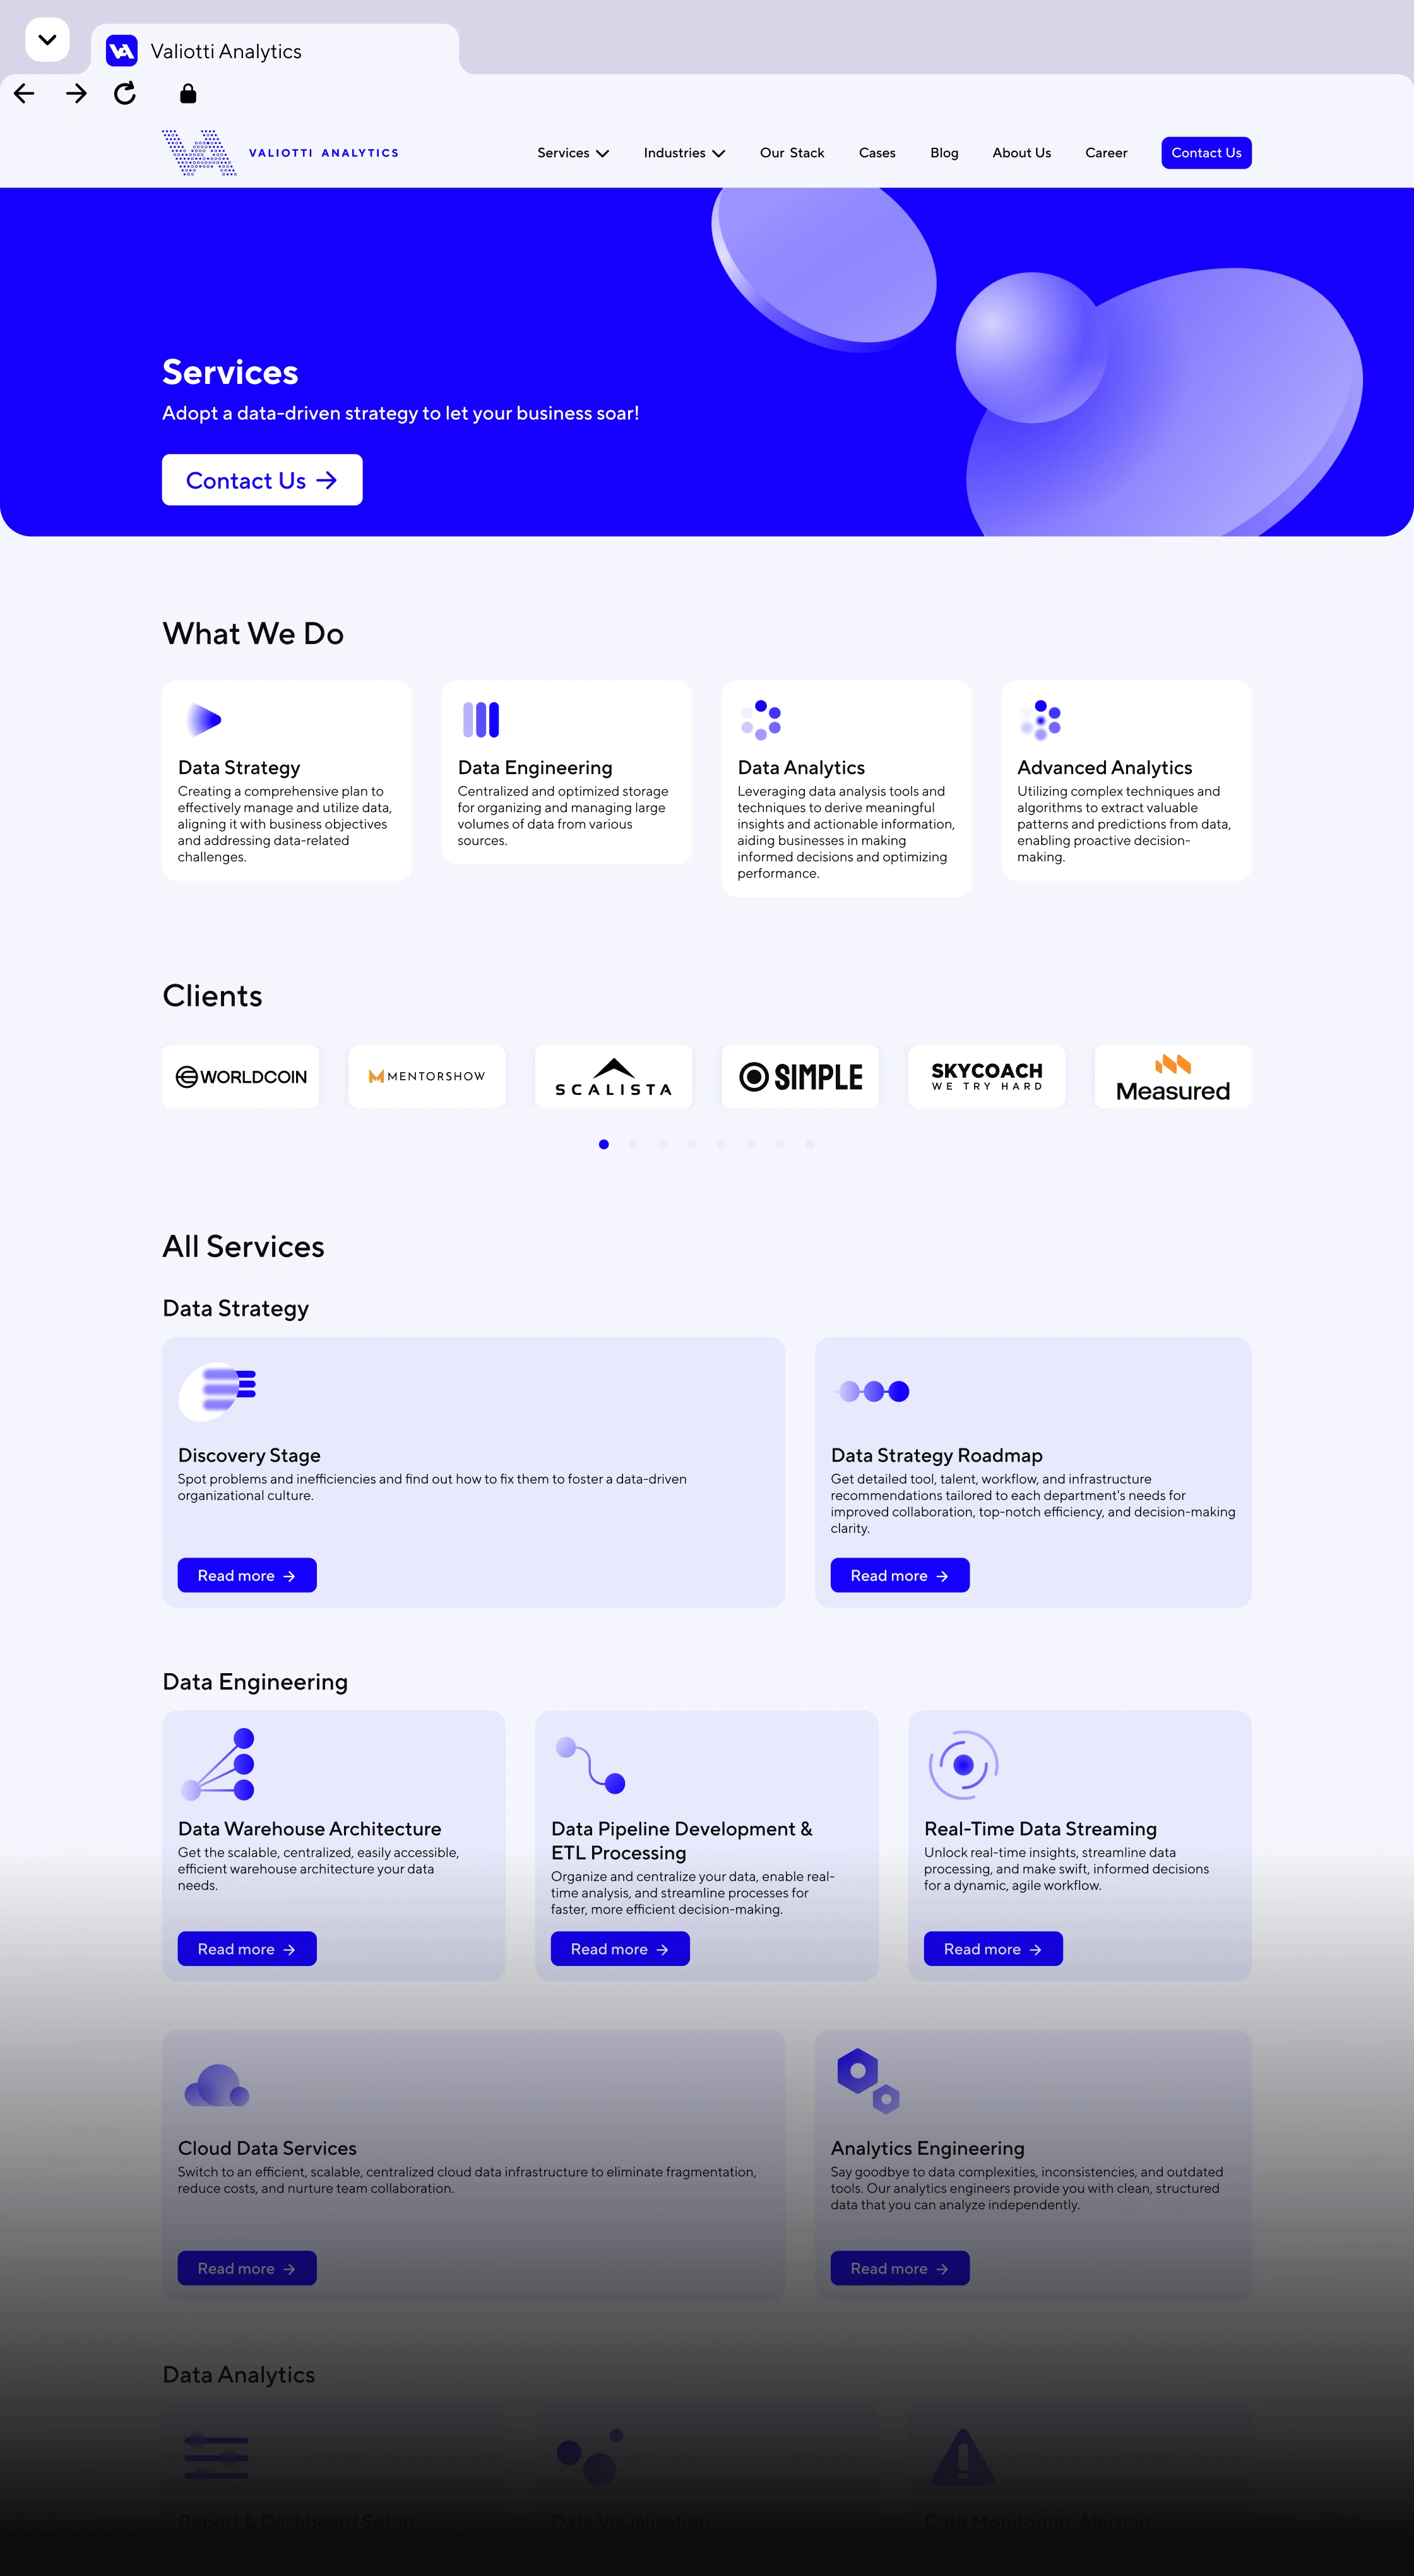 VA
Valiotti Analytics
VALIOTTI ANALYTICS
Services
Industries
Our Stack
Cases
Blog
About Us
Career
Contact Us
Services
Adopt a data-driven strategy to let your business soar!
Contact Us →
What We Do
Data Strategy
Creating a comprehensive plan to
effectively manage and utilize data,
aligning it with business objectives
and addressing data-related
challenges.
Data Engineering
Centralized and optimized storage
for organizing and managing large
volumes of data from various
sources.
Data Analytics
Leveraging data analysis tools and
techniques to derive meaningful
insights and actionable information,
aiding businesses in making
informed decisions and optimizing
performance.
Advanced Analytics
Utilizing complex techniques and
algorithms to extract valuable
patterns and predictions from data,
enabling proactive decision-
making.
Clients
WORLDCOIN
MENTORSHOW
SCALISTA
SIMPLE
SKYCOACH
WE TRY HARD
Measured
All Services
Data Strategy
Discovery Stage
Spot problems and inefficiencies and find out how to fix them to foster a data-driven
organizational culture.
Read more →
Data Strategy Roadmap
Get detailed tool, talent, workflow, and infrastructure
recommendations tailored to each department's needs for
improved collaboration, top-notch efficiency, and decision-making
clarity.
Read more →
Data Engineering
Data Warehouse Architecture
Get the scalable, centralized, easily accessible,
efficient warehouse architecture your data
needs.
Read more →
Data Pipeline Development &
ETL Processing
Organize and centralize your data, enable real-
time analysis, and streamline processes for
faster, more efficient decision-making.
Read more →
Real-Time Data Streaming
Unlock real-time insights, streamline data
processing, and make swift, informed decisions
for a dynamic, agile workflow.
Read more →
Cloud Data Services
Switch to an efficient, scalable, centralized cloud data infrastructure to eliminate fragmentation,
reduce costs, and nurture team collaboration.
Read more →
Analytics Engineering
Say goodbye to data complexities, inconsistencies, and outdated
tools. Our analytics engineers provide you with clean, structured
data that you can analyze independently.
Read more →
Data Analytics
Report & Dashboard Setup
Data Visualization
Data Monitoring, Alerting